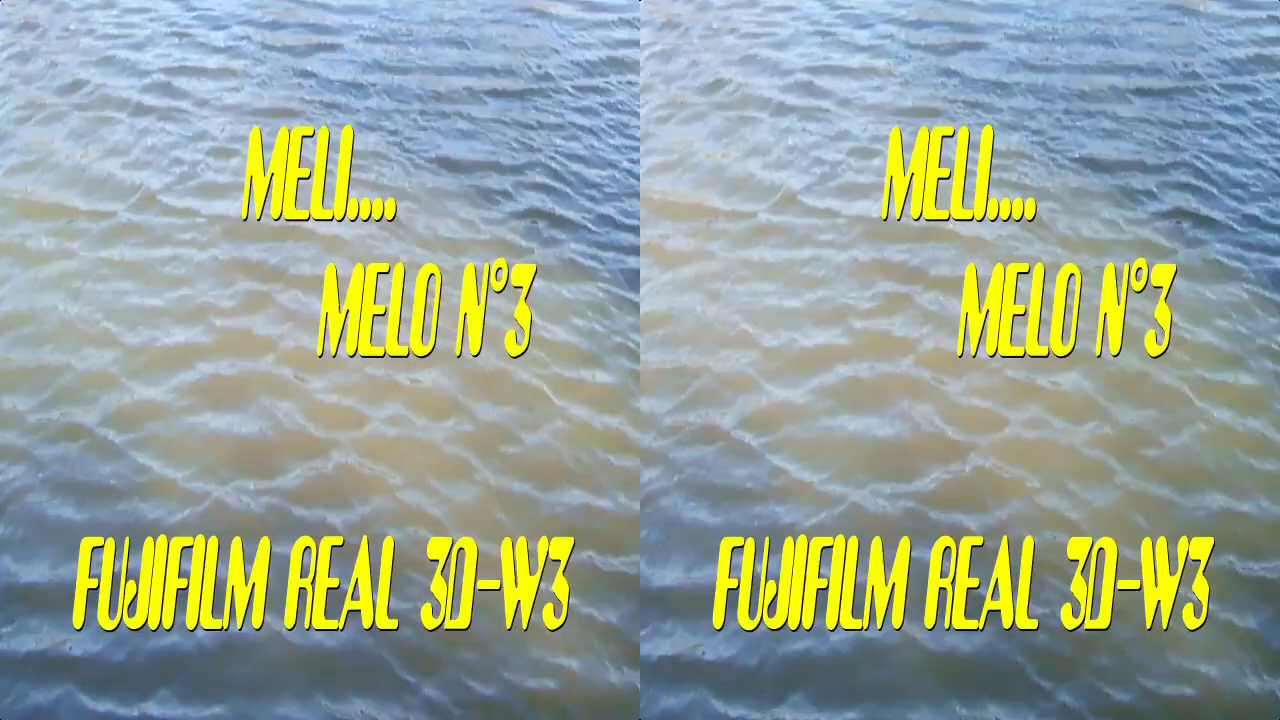 MELI.... MELI....
MELO N°3 MELO N°3
FUJIFILM REAL 3D-W3 FUJIFILM REAL 3D-W3